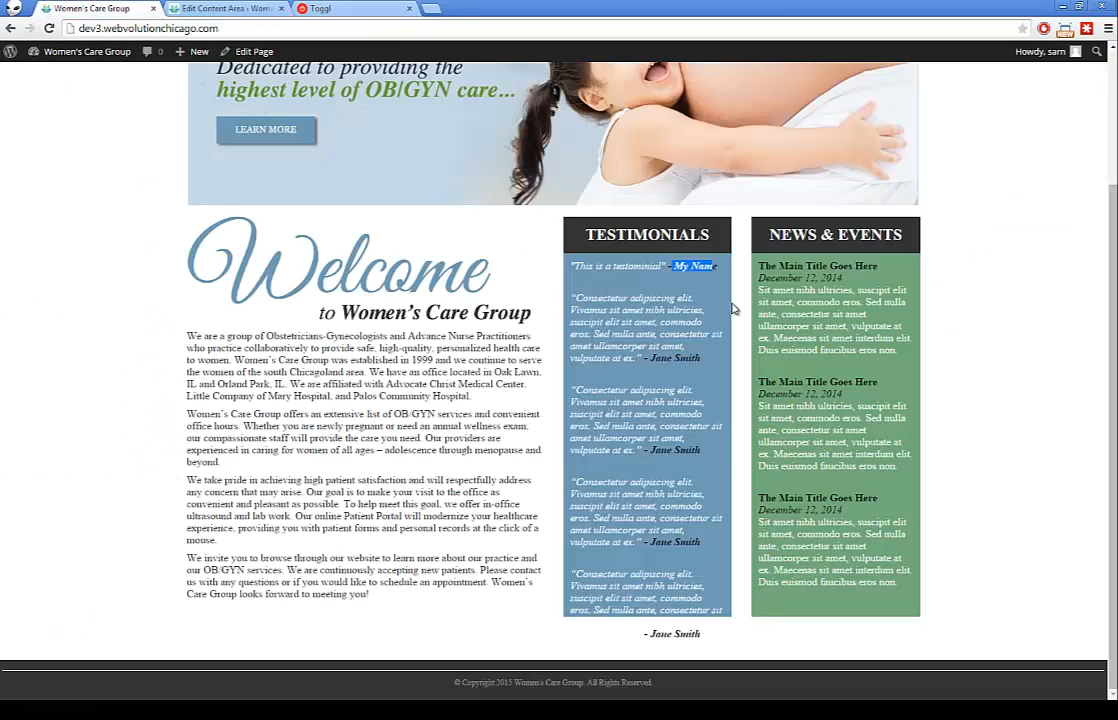 Women's Care Group
Edit Content Area ‹ Wom
Toggl
dev3.webvolutionchicago.com
NEW
Women's Care Group
0
New
Edit Page
Howdy, sarn
Dedicated to providing the
highest level of OB/GYN care...
LEARN MORE
Welcome
to Women's Care Group
We are a group of Obstetricians-Gynecologists and Advance Nurse Practitioners
who practice collaboratively to provide safe, high-quality, personalized health care
to women. Women's Care Group was established in 1999 and we continue to serve
the women of the south Chicagoland area. We have an office located in Oak Lawn,
IL and Orland Park, IL. We are affiliated with Advocate Christ Medical Center,
Little Company of Mary Hospital, and Palos Community Hospital.
Women's Care Group offers an extensive list of OB/GYN services and convenient
office hours. Whether you are newly pregnant or need an annual wellness exam,
our compassionate staff will provide the care you need. Our providers are
experienced in caring for women of all ages – adolescence through menopause and
beyond.
We take pride in achieving high patient satisfaction and will respectfully address
any concern that may arise. Our goal is to make your visit to the office as
convenient and pleasant as possible. To help meet this goal, we offer in-office
ultrasound and lab work. Our online Patient Portal will modernize your healthcare
experience, providing you with patient forms and personal records at the click of a
mouse.
We invite you to browse through our website to learn more about our practice and
our OB/GYN services. We are continuously accepting new patients. Please contact
us with any questions or if you would like to schedule an appointment. Women's
Care Group looks forward to meeting you!
TESTIMONIALS
"This is a testominial" - My Name
"Consectetur adipiscing elit.
Vivamus sit amet nibh ultricies,
suscipit elit sit amet, commodo
eros. Sed nulla ante, consectetur sit
amet ullamcorper sit amet,
vulputate at ex." - Jane Smith
"Consectetur adipiscing elit.
Vivamus sit amet nibh ultricies,
suscipit elit sit amet, commodo
eros. Sed nulla ante, consectetur sit
amet ullamcorper sit amet,
vulputate at ex." - Jane Smith
"Consectetur adipiscing elit.
Vivamus sit amet nibh ultricies,
suscipit elit sit amet, commodo
eros. Sed nulla ante, consectetur sit
amet ullamcorper sit amet,
vulputate at ex." - Jane Smith
"Consectetur adipiscing elit.
Vivamus sit amet nibh ultricies,
suscipit elit sit amet, commodo
eros. Sed nulla ante, consectetur sit
- Jane Smith
NEWS & EVENTS
The Main Title Goes Here
December 12, 2014
Sit amet nibh ultricies, suscipit elit
sit amet, commodo eros. Sed nulla
ante, consectetur sit amet
ullamcorper sit amet, vulputate at
ex. Maecenas sit amet interdum elit.
Duis euismod faucibus eros non.
The Main Title Goes Here
December 12, 2014
Sit amet nibh ultricies, suscipit elit
sit amet, commodo eros. Sed nulla
ante, consectetur sit amet
ullamcorper sit amet, vulputate at
ex. Maecenas sit amet interdum elit.
Duis euismod faucibus eros non.
The Main Title Goes Here
December 12, 2014
Sit amet nibh ultricies, suscipit elit
sit amet, commodo eros. Sed nulla
ante, consectetur sit amet
ullamcorper sit amet, vulputate at
ex. Maecenas sit amet interdum elit.
Duis euismod faucibus eros non.
© Copyright 2015 Women's Care Group. All Rights Reserved.